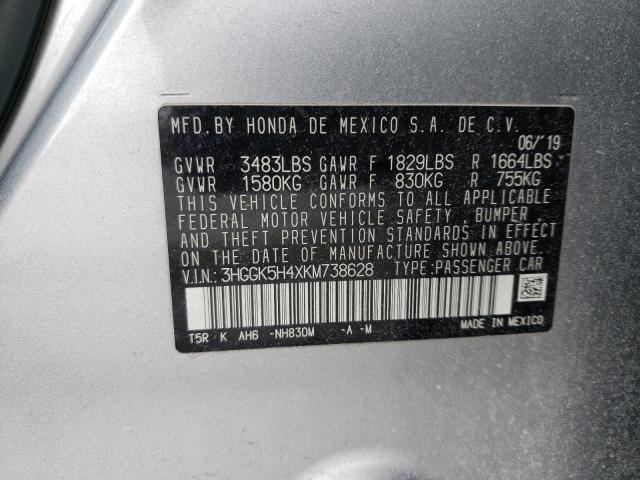 MFD. BY HONDA DE MEXICO S.A. DE C.V.
06/'19
GVWR 3483LBS GAWR F 1829LBS R 1664LBS
GVWR 1580KG GAWR F 830KG R 755KG
THIS VEHICLE CONFORMS TO ALL APPLICABLE
FEDERAL MOTOR VEHICLE SAFETY, BUMPER,
AND THEFT PREVENTION STANDARDS IN EFFECT
ON THE DATE OF MANUFACTURE SHOWN ABOVE.
V.I.N.: 3HGGK5H4XKM738628 TYPE: PASSENGER CAR
T5R K AH6 -NH830M -A -M
MADE IN MEXICO